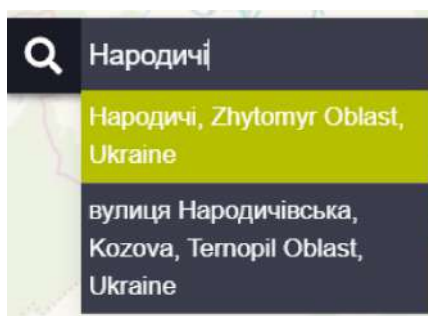 Народичі
Народичі, Zhytomyr Oblast,
Ukraine
вулиця Народичівська,
Kozova, Ternopil Oblast,
Ukraine